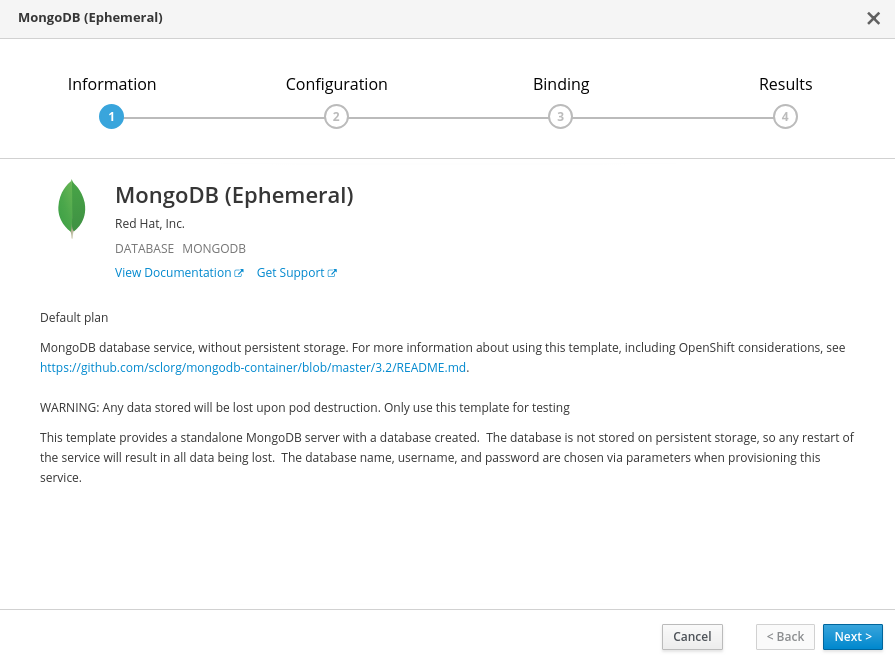 MongoDB (Ephemeral)
Information Configuration Binding Results
1 2 3 4
MongoDB (Ephemeral)
Red Hat, Inc.
DATABASE MONGODB
View Documentation Get Support
Default plan
MongoDB database service, without persistent storage. For more information about using this template, including OpenShift considerations, see
https://github.com/sclorg/mongodb-container/blob/master/3.2/README.md.
WARNING: Any data stored will be lost upon pod destruction. Only use this template for testing
This template provides a standalone MongoDB server with a database created.  The database is not stored on persistent storage, so any restart of
the service will result in all data being lost.  The database name, username, and password are chosen via parameters when provisioning this
service.
Cancel < Back Next >